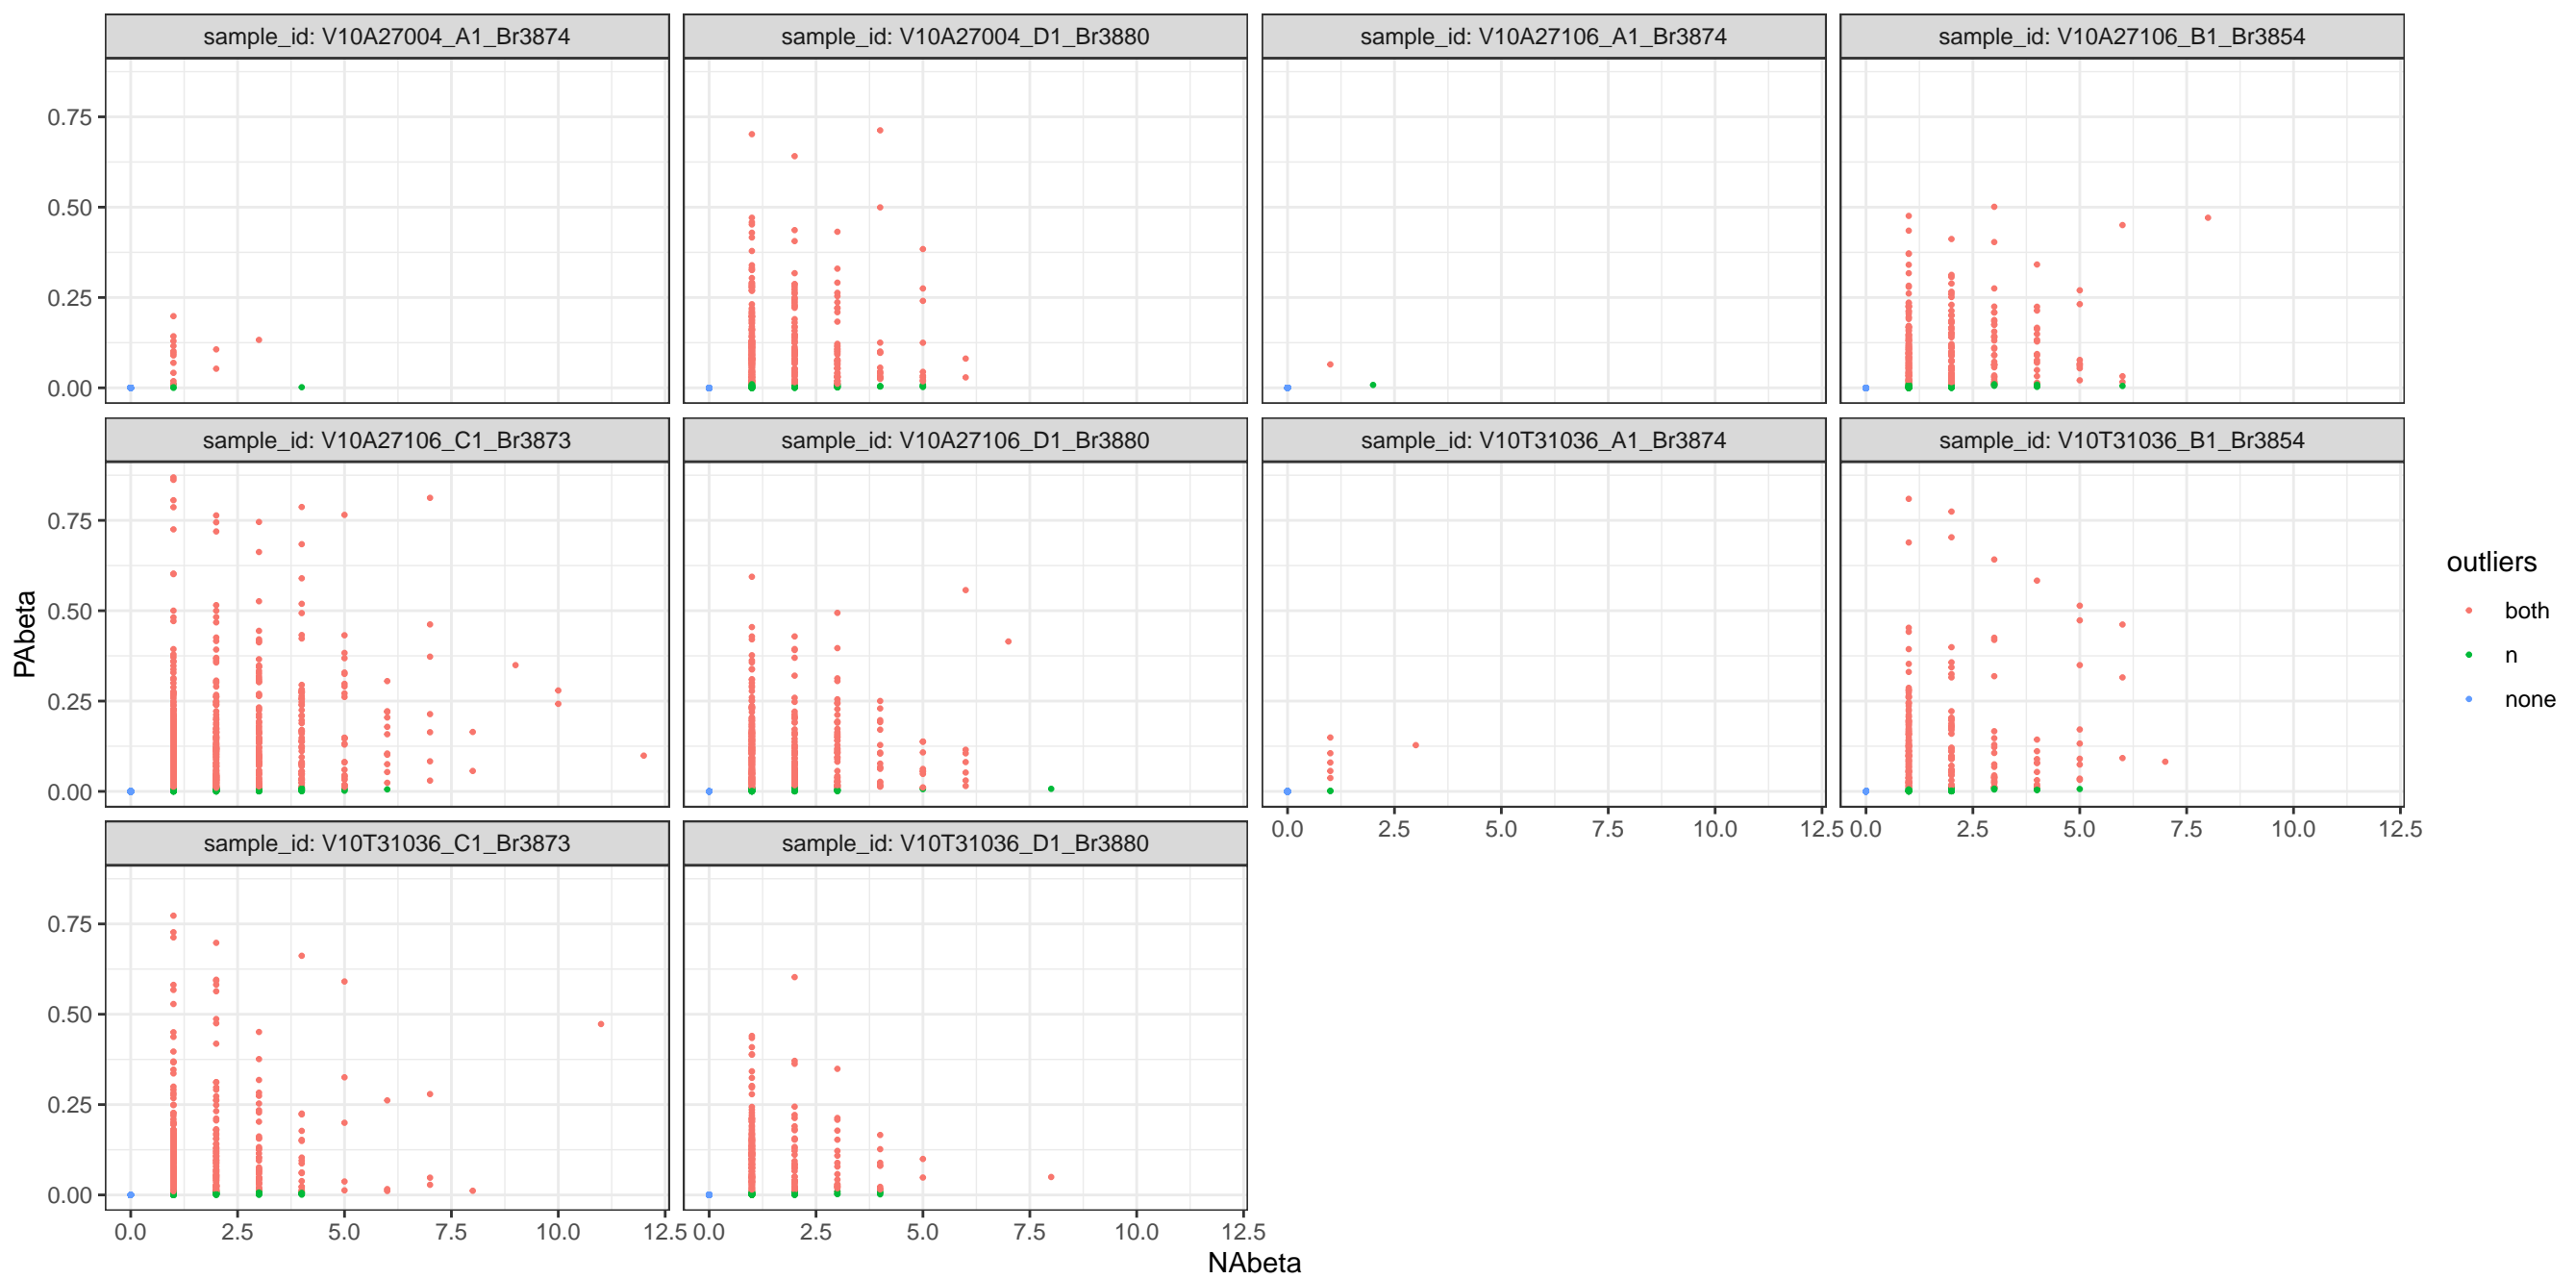 sample_id: V10A27004_A1_Br3874
sample_id: V10A27004_D1_Br3880
sample_id: V10A27106_A1_Br3874
sample_id: V10A27106_B1_Br3854
0.75
0.50
0.25
0.00
sample_id: V10A27106_C1_Br3873
sample_id: V10A27106_D1_Br3880
sample_id: V10T31036_A1_Br3874
sample_id: V10T31036_B1_Br3854
0.75
0.50
0.25
0.00
0.0 2.5 5.0 7.5 10.0 12.5
0.0 2.5 5.0 7.5 10.0 12.5
sample_id: V10T31036_C1_Br3873
sample_id: V10T31036_D1_Br3880
0.75
0.50
0.25
0.00
0.0 2.5 5.0 7.5 10.0 12.5
0.0 2.5 5.0 7.5 10.0 12.5
NAbeta
PAbeta
outliers
both
n
none